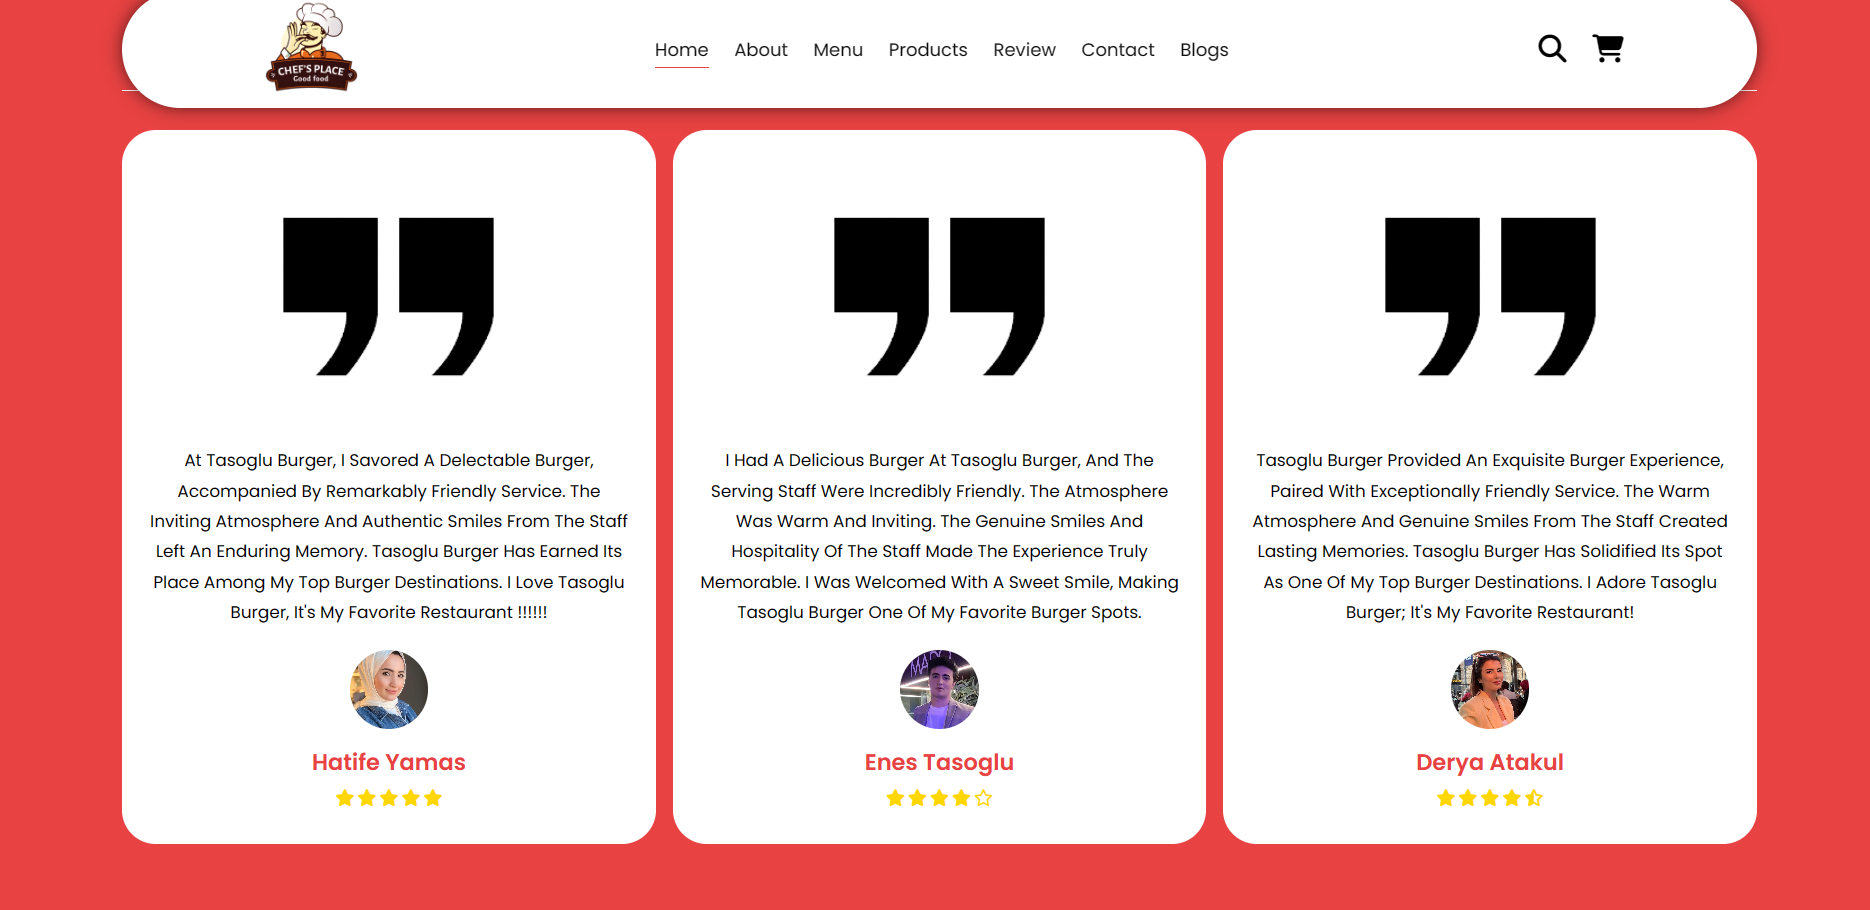 CHEF'S PLACE
Good food
Home About Menu Products Review Contact Blogs
At Tasoglu Burger, I Savored A Delectable Burger,
Accompanied By Remarkably Friendly Service. The
Inviting Atmosphere And Authentic Smiles From The Staff
Left An Enduring Memory. Tasoglu Burger Has Earned Its
Place Among My Top Burger Destinations. I Love Tasoglu
Burger, It's My Favorite Restaurant !!!!!!
Hatife Yamas
I Had A Delicious Burger At Tasoglu Burger, And The
Serving Staff Were Incredibly Friendly. The Atmosphere
Was Warm And Inviting. The Genuine Smiles And
Hospitality Of The Staff Made The Experience Truly
Memorable. I Was Welcomed With A Sweet Smile, Making
Tasoglu Burger One Of My Favorite Burger Spots.
Enes Tasoglu
Tasoglu Burger Provided An Exquisite Burger Experience,
Paired With Exceptionally Friendly Service. The Warm
Atmosphere And Genuine Smiles From The Staff Created
Lasting Memories. Tasoglu Burger Has Solidified Its Spot
As One Of My Top Burger Destinations. I Adore Tasoglu
Burger; It's My Favorite Restaurant!
Derya Atakul